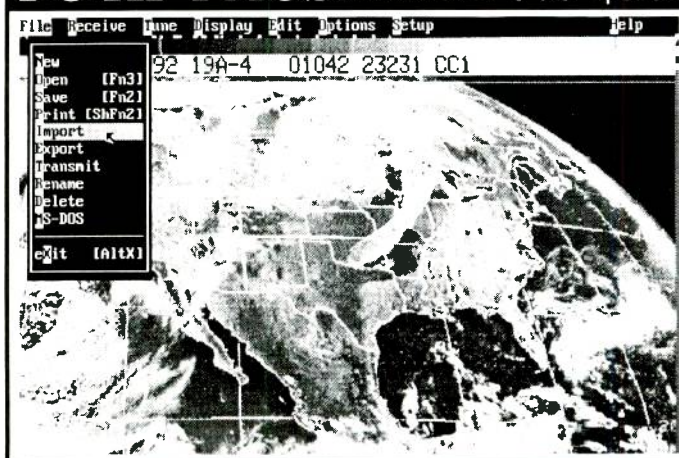 File Receive Tune Display Edit Options Setup Help
92 19A-4 01042 23231 CC1
New
Open [Fn3]
Save [Fn2]
Print [ShFn2]
Import
Export
Transmit
Rename
Delete
MS-DOS
eXit [AltX]